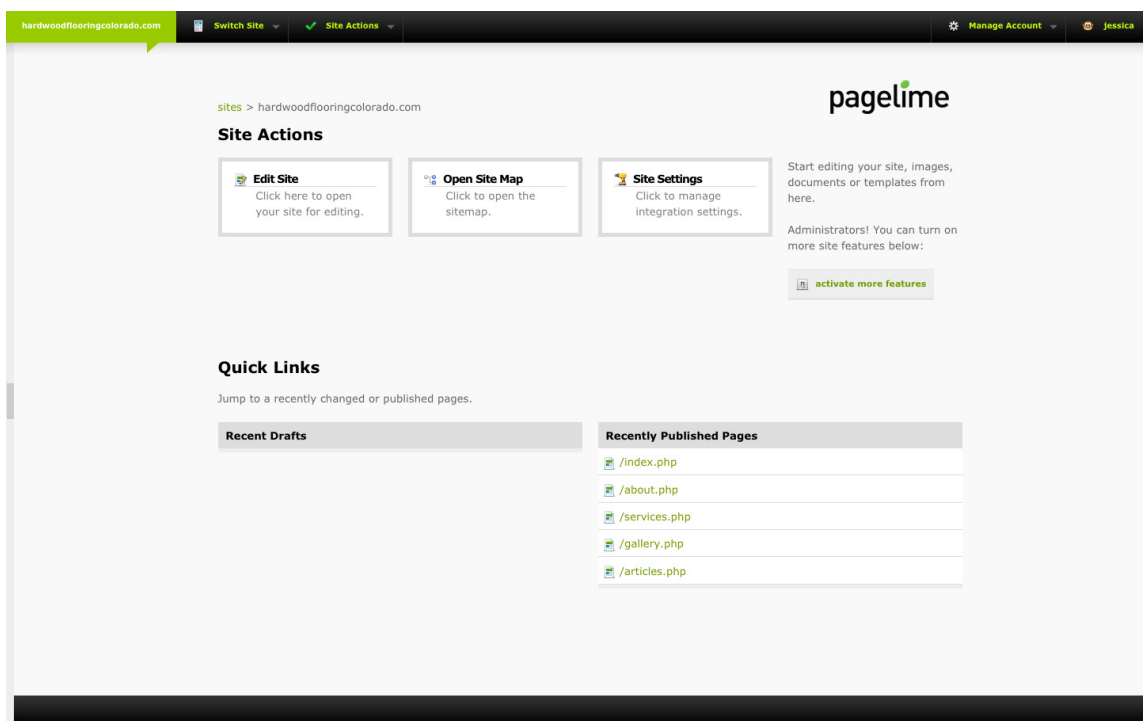 hardwoodflooringcolorado.com
Switch Site
Site Actions
Manage Account
jessica
sites > hardwoodflooringcolorado.com
pagelime
Site Actions
Edit Site
Click here to open
your site for editing.
Open Site Map
Click to open the
sitemap.
Site Settings
Click to manage
integration settings.
Start editing your site, images,
documents or templates from
here.
Administrators! You can turn on
more site features below:
activate more features
Quick Links
Jump to a recently changed or published pages.
Recent Drafts
Recently Published Pages
/index.php
/about.php
/services.php
/gallery.php
/articles.php